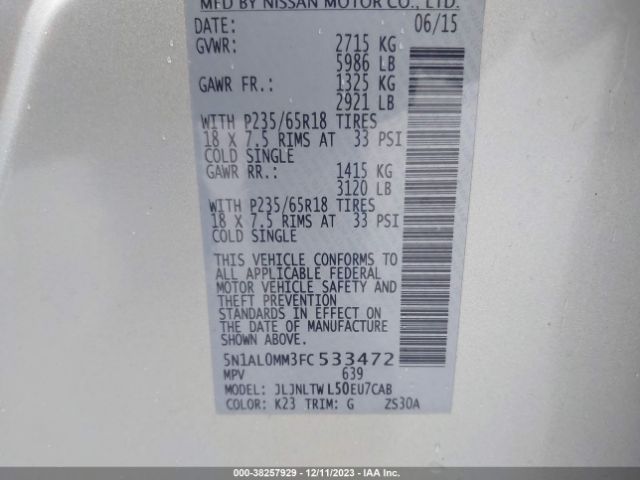 MFD BY NISSAN MOTOR CO., LTD.
DATE: 06/15
GVWR: 2715 KG
5986 LB
GAWR FR.: 1325 KG
2921 LB
WITH P235/65R18 TIRES
18 X 7.5 RIMS AT 33 PSI
COLD SINGLE
GAWR RR.: 1415 KG
3120 LB
WITH P235/65R18 TIRES
18 X 7.5 RIMS AT 33 PSI
COLD SINGLE
THIS VEHICLE CONFORMS TO
ALL APPLICABLE FEDERAL
MOTOR VEHICLE SAFETY AND
THEFT PREVENTION
STANDARDS IN EFFECT ON
THE DATE OF MANUFACTURE
SHOWN ABOVE.
5N1AL0MM3FC533472
MPV 639
MODEL: JLJNLTWL50EU7CAB
COLOR: K23 TRIM: G ZS30A
000-38257929 - 12/11/2023 - IAA Inc.